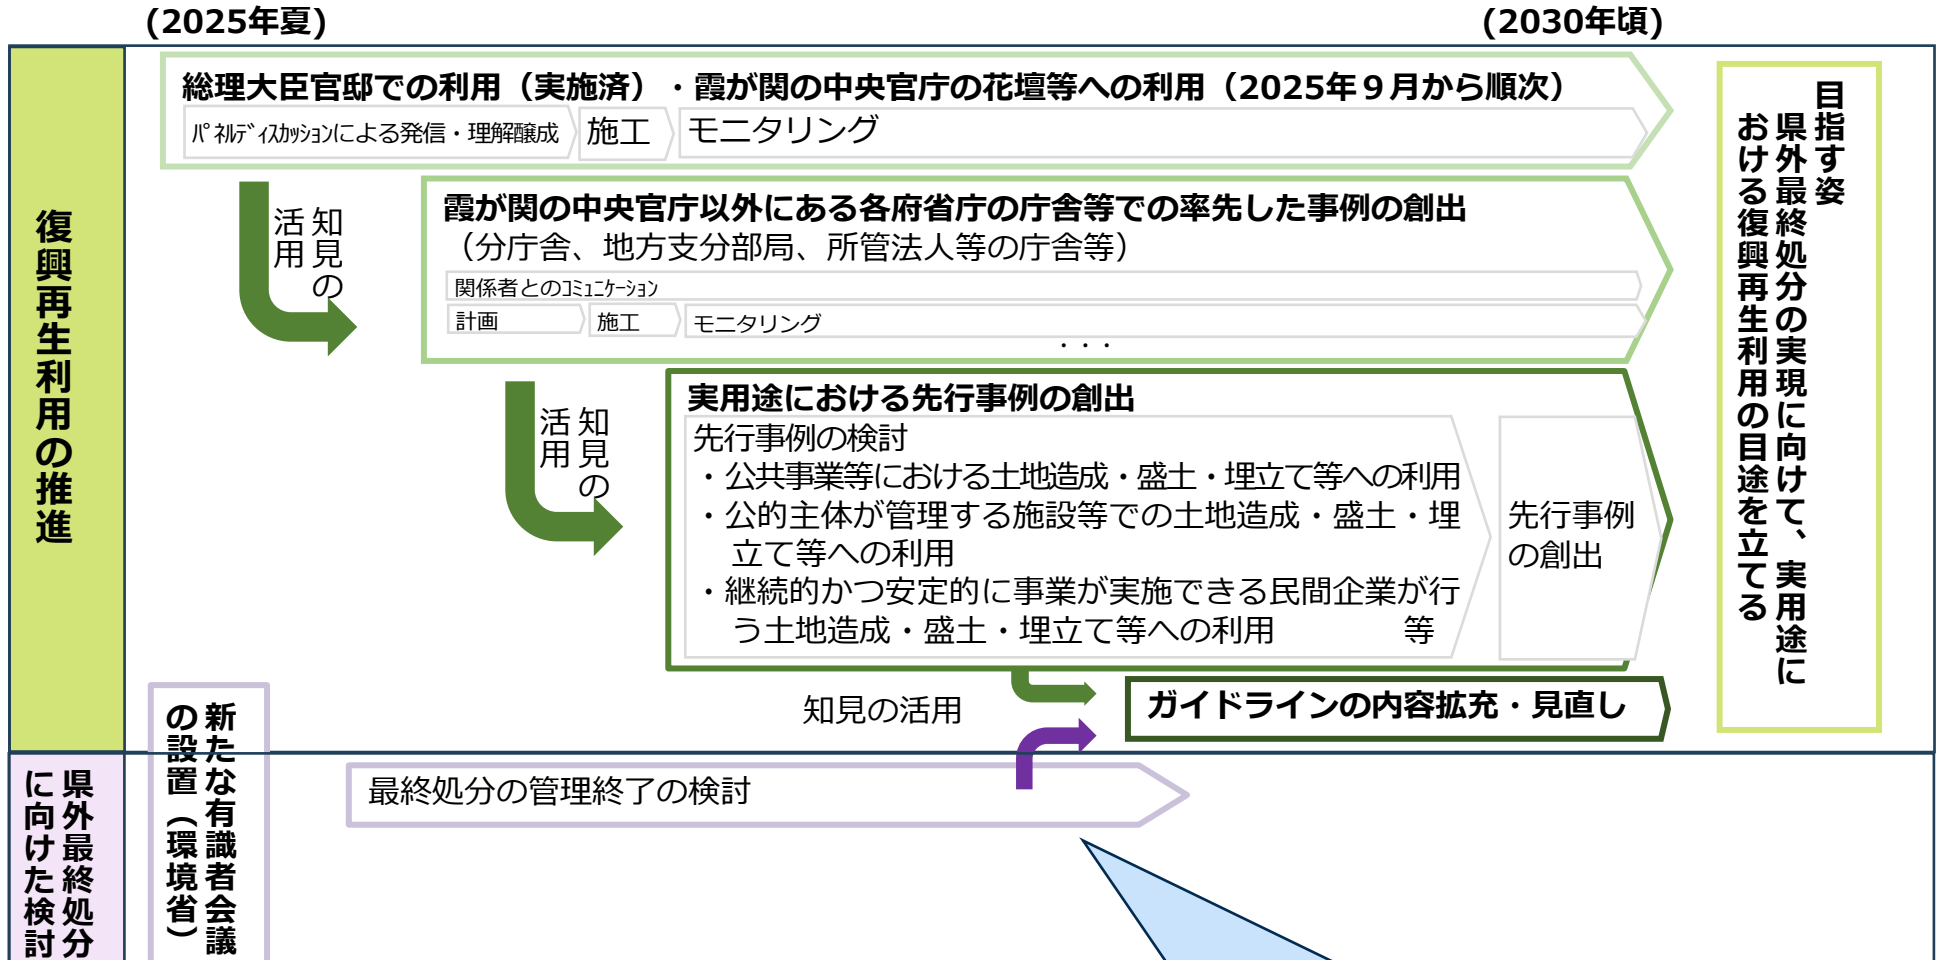 (2025年夏)
(2030年頃)
復興再生利用の推進
総理大臣官邸での利用（実施済）・霞が関の中央官庁の花壇等への利用（2025年９月から順次）
ﾊﾟﾈﾙﾃﾞｨｽｶｯｼｮﾝによる発信・理解醸成
施工
モニタリング
知見の
活用
霞が関の中央官庁以外にある各府省庁の庁舎等での率先した事例の創出
（分庁舎、地方支分部局、所管法人等の庁舎等）
関係者とのｺﾐｭﾆｹｰｼｮﾝ
計画
施工
モニタリング
・・・
知見の
活用
実用途における先行事例の創出
先行事例の検討
・公共事業等における土地造成・盛土・埋立て等への利用
・公的主体が管理する施設等での土地造成・盛土・埋
立て等への利用
・継続的かつ安定的に事業が実施できる民間企業が行
う土地造成・盛土・埋立て等への利用　　　　等
先行事例
の創出
知見の活用
ガイドラインの内容拡充・見直し
目指す姿
県外最終処分の実現に向けて、実用途に
おける復興再生利用の目途を立てる
県外最終処分
に向けた検討
新たな有識者会議
の設置（環境省）
最終処分の管理終了の検討